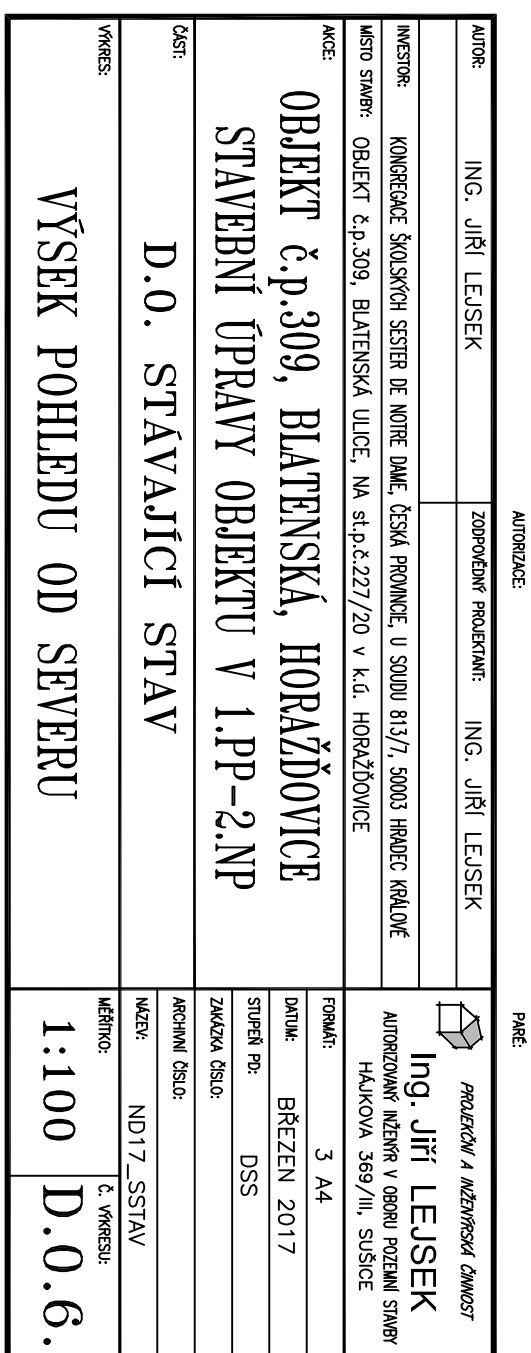 AUTORIZACE:
PARÉ:
AUTOR: ING. JIŘÍ LEJSEK
ZODPOVĚDNÝ PROJEKTANT: ING. JIŘÍ LEJSEK
INVESTOR: KONGREGACE ŠKOLSKÝCH SESTER DE NOTRE DAME, ČESKÁ PROVINCIE, U SOUDU 813/7, 50003 HRADEC KRÁLOVÉ
MÍSTO STAVBY: OBJEKT č.p.309, BLATENSKÁ ULICE, NA st.p.č.227/20 v k.ú. HORAŽĎOVICE
PROJEKČNÍ A INŽENÝRSKÁ ČINNOST
Ing. Jiří LEJSEK
AUTORIZOVANÝ INŽENÝR V OBORU POZEMNÍ STAVBY
HÁJKOVA 369/III, SUŠICE
AKCE:
OBJEKT č.p.309, BLATENSKÁ, HORAŽĎOVICE
STAVEBNÍ ÚPRAVY OBJEKTU V 1.PP-2.NP
FORMÁT: 3 A4
DATUM: BŘEZEN 2017
STUPEŇ PD: DSS
ZAKÁZKA ČÍSLO:
ČÁST:
D.O. STÁVAJÍCÍ STAV
ARCHIVNÍ ČÍSLO:
NÁZEV: ND17_SSTAV
VÝKRES:
VÝSEK POHLEDU OD SEVERU
MĚŘÍTKO:
1:100
Č. VÝKRESU:
D.O.6.